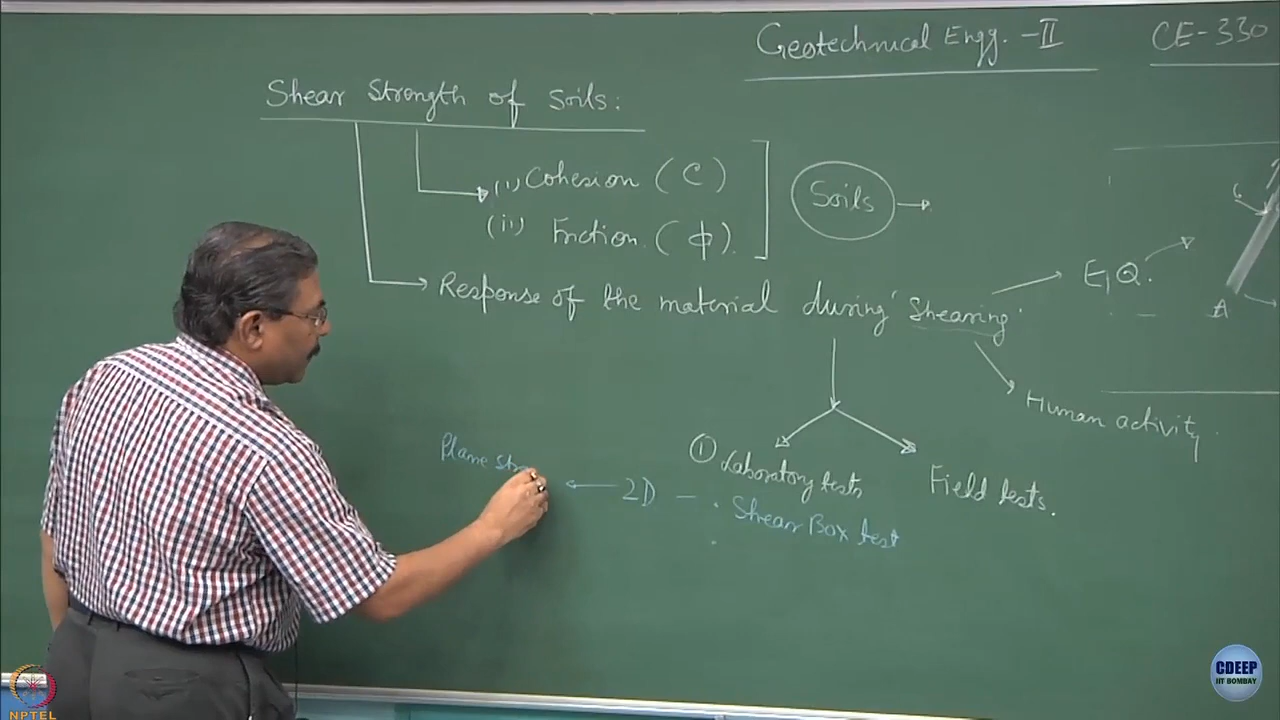 Geotechnical Engg. - II CE-330
Shear Strength of Soils:
(i) Cohesion (C)
(ii) Friction (ϕ).
Soils
Response of the material during 'Shearing'
E,Q.
A
Human activity
① Laboratory tests
Field tests.
Plane Str
2D - . Shear Box test
NPTEL
CDEEP
IIT BOMBAY